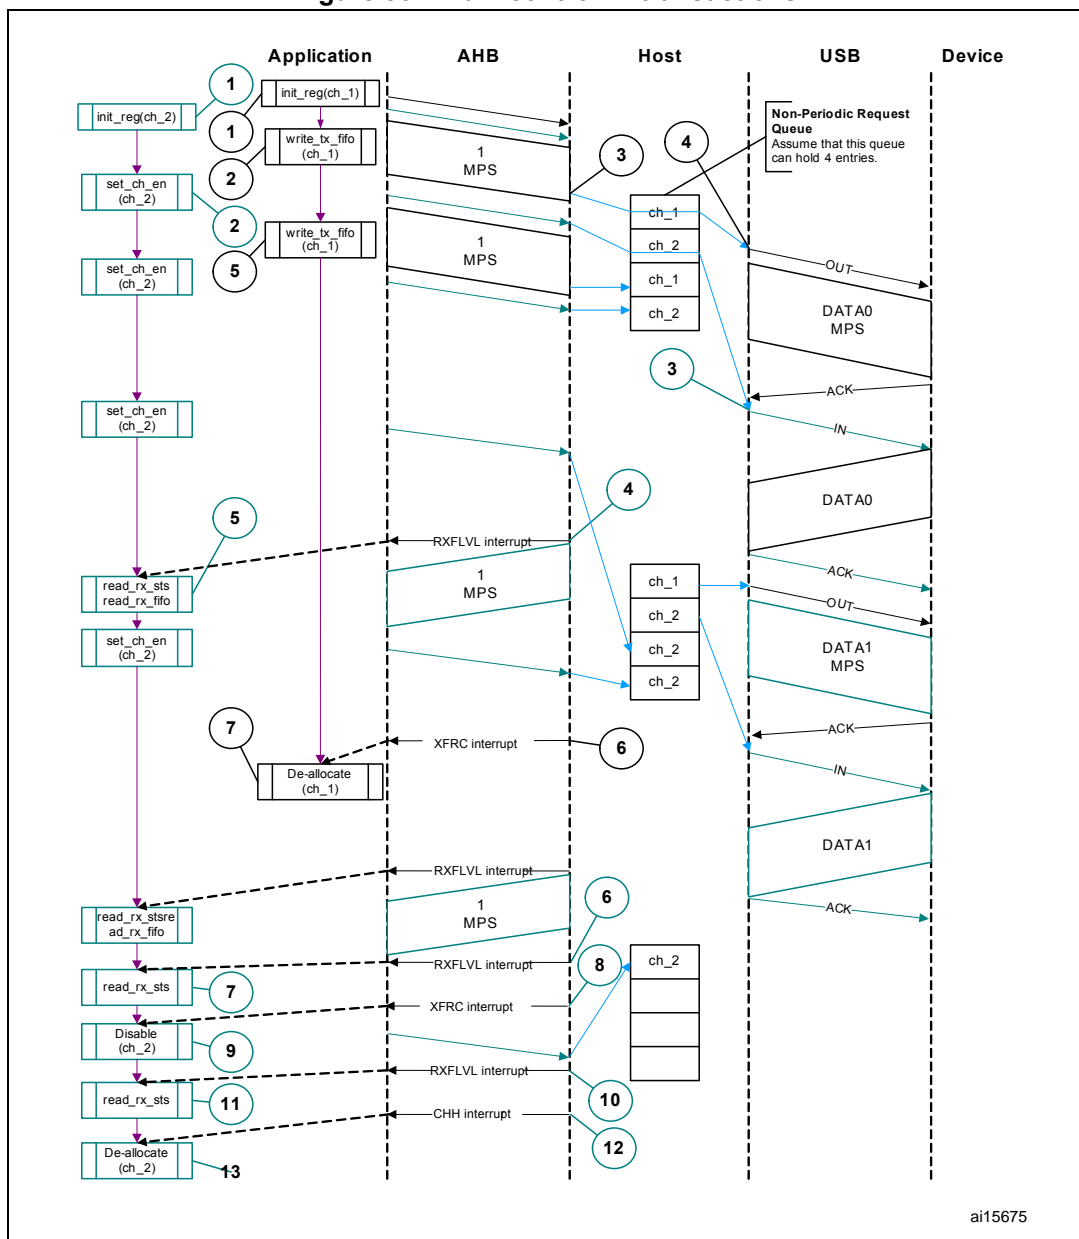 Application
AHB
Host
USB
Device
1
init_reg(ch_1)
init_reg(ch_2)
1
Non-Periodic Request
Queue
Assume that this queue
can hold 4 entries.
write_tx_fifo
(ch_1)
1
MPS
3
4
2
set_ch_en
(ch_2)
2
ch_1
ch_2
ch_1
ch_2
write_tx_fifo
(ch_1)
5
1
MPS
set_ch_en
(ch_2)
OUT
DATA0
MPS
3
ACK
set_ch_en
(ch_2)
IN
4
DATA0
5
RXFLVL interrupt
read_rx_sts
read_rx_fifo
1
MPS
ch_1
ch_2
ch_2
ch_2
ACK
OUT
set_ch_en
(ch_2)
DATA1
MPS
7
XFRC interrupt
6
ACK
De-allocate
(ch_1)
IN
DATA1
RXFLVL interrupt
read_rx_stsre
ad_rx_fifo
1
MPS
6
ACK
RXFLVL interrupt
8
ch_2
read_rx_sts
7
XFRC interrupt
Disable
(ch_2)
9
RXFLVL interrupt
read_rx_sts
11
10
CHH interrupt
De-allocate
(ch_2)
13
12
ai15675